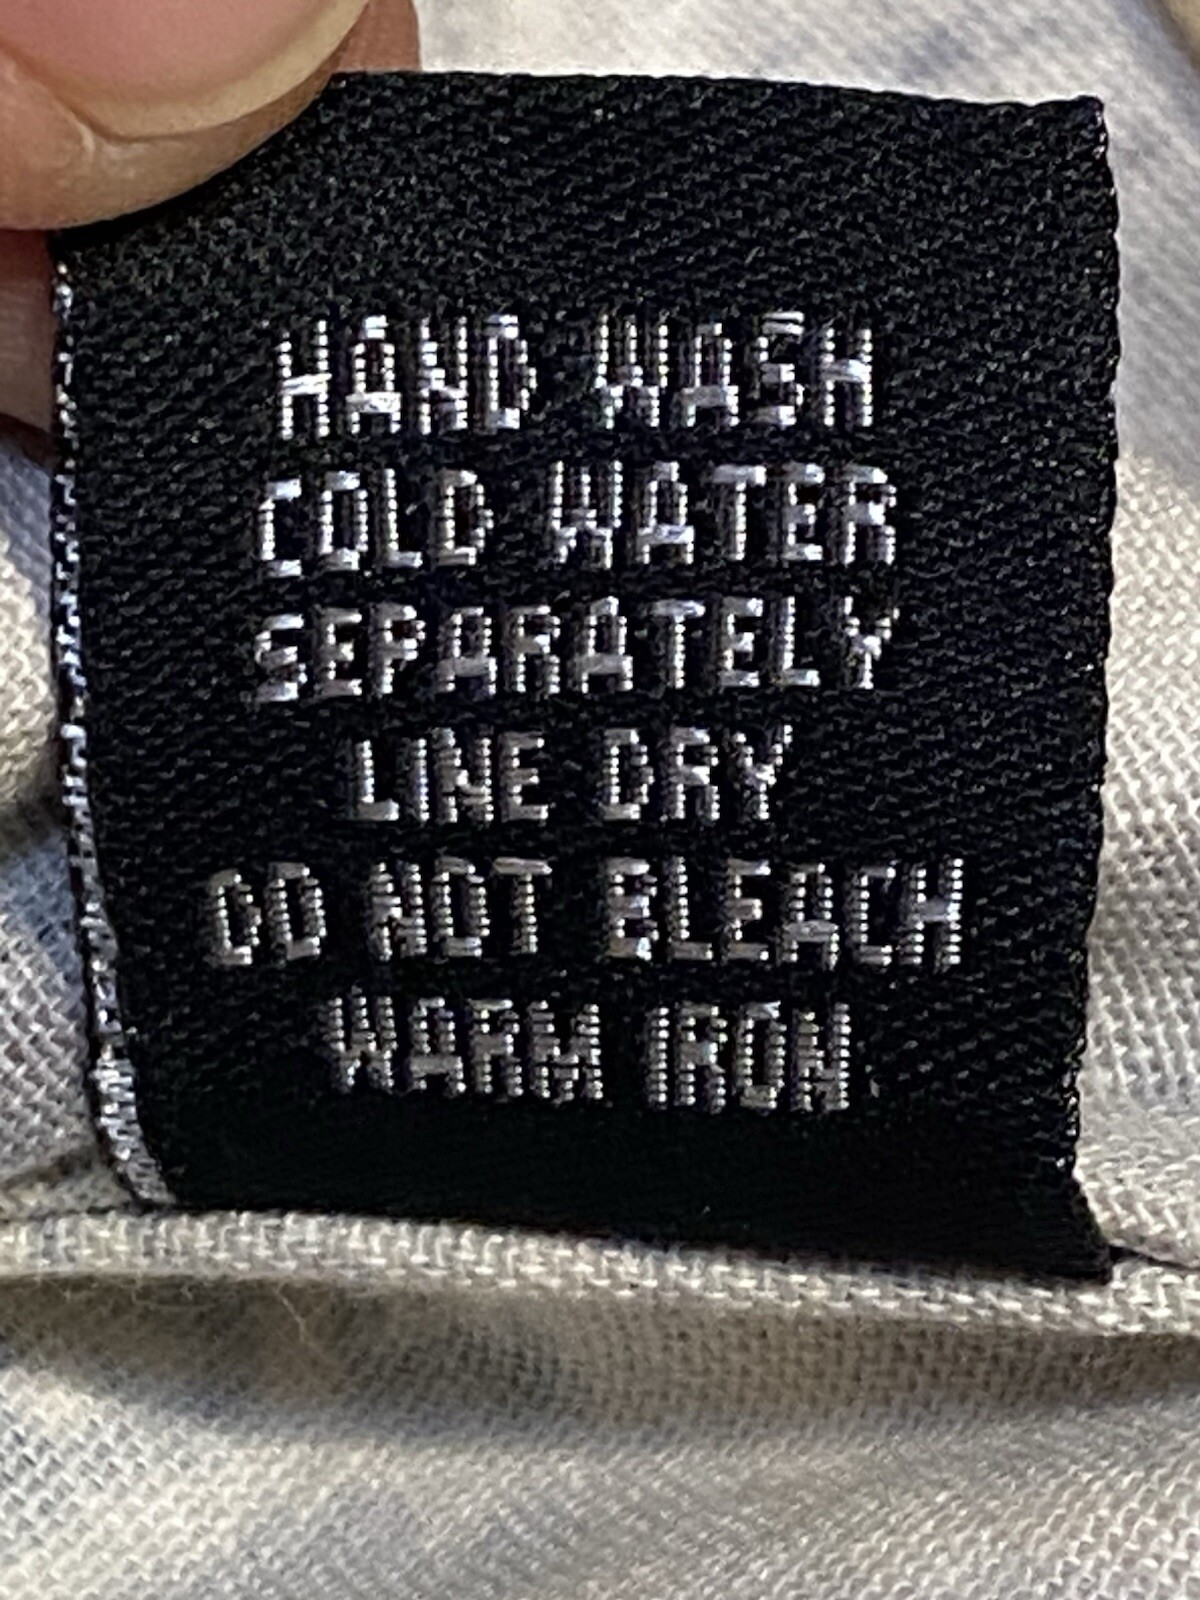 HAND WASH
COLD WATER
SEPARATELY
LINE DRY
DO NOT BLEACH
WARM IRON